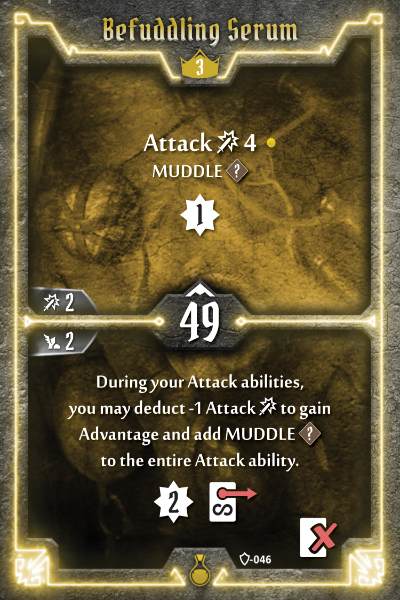 Befuddling Serum
3
Attack 4
MUDDLE ?
1
2
49
2
During your Attack abilities,
you may deduct -1 Attack to gain
Advantage and add MUDDLE ?
to the entire Attack ability.
2
S
-046